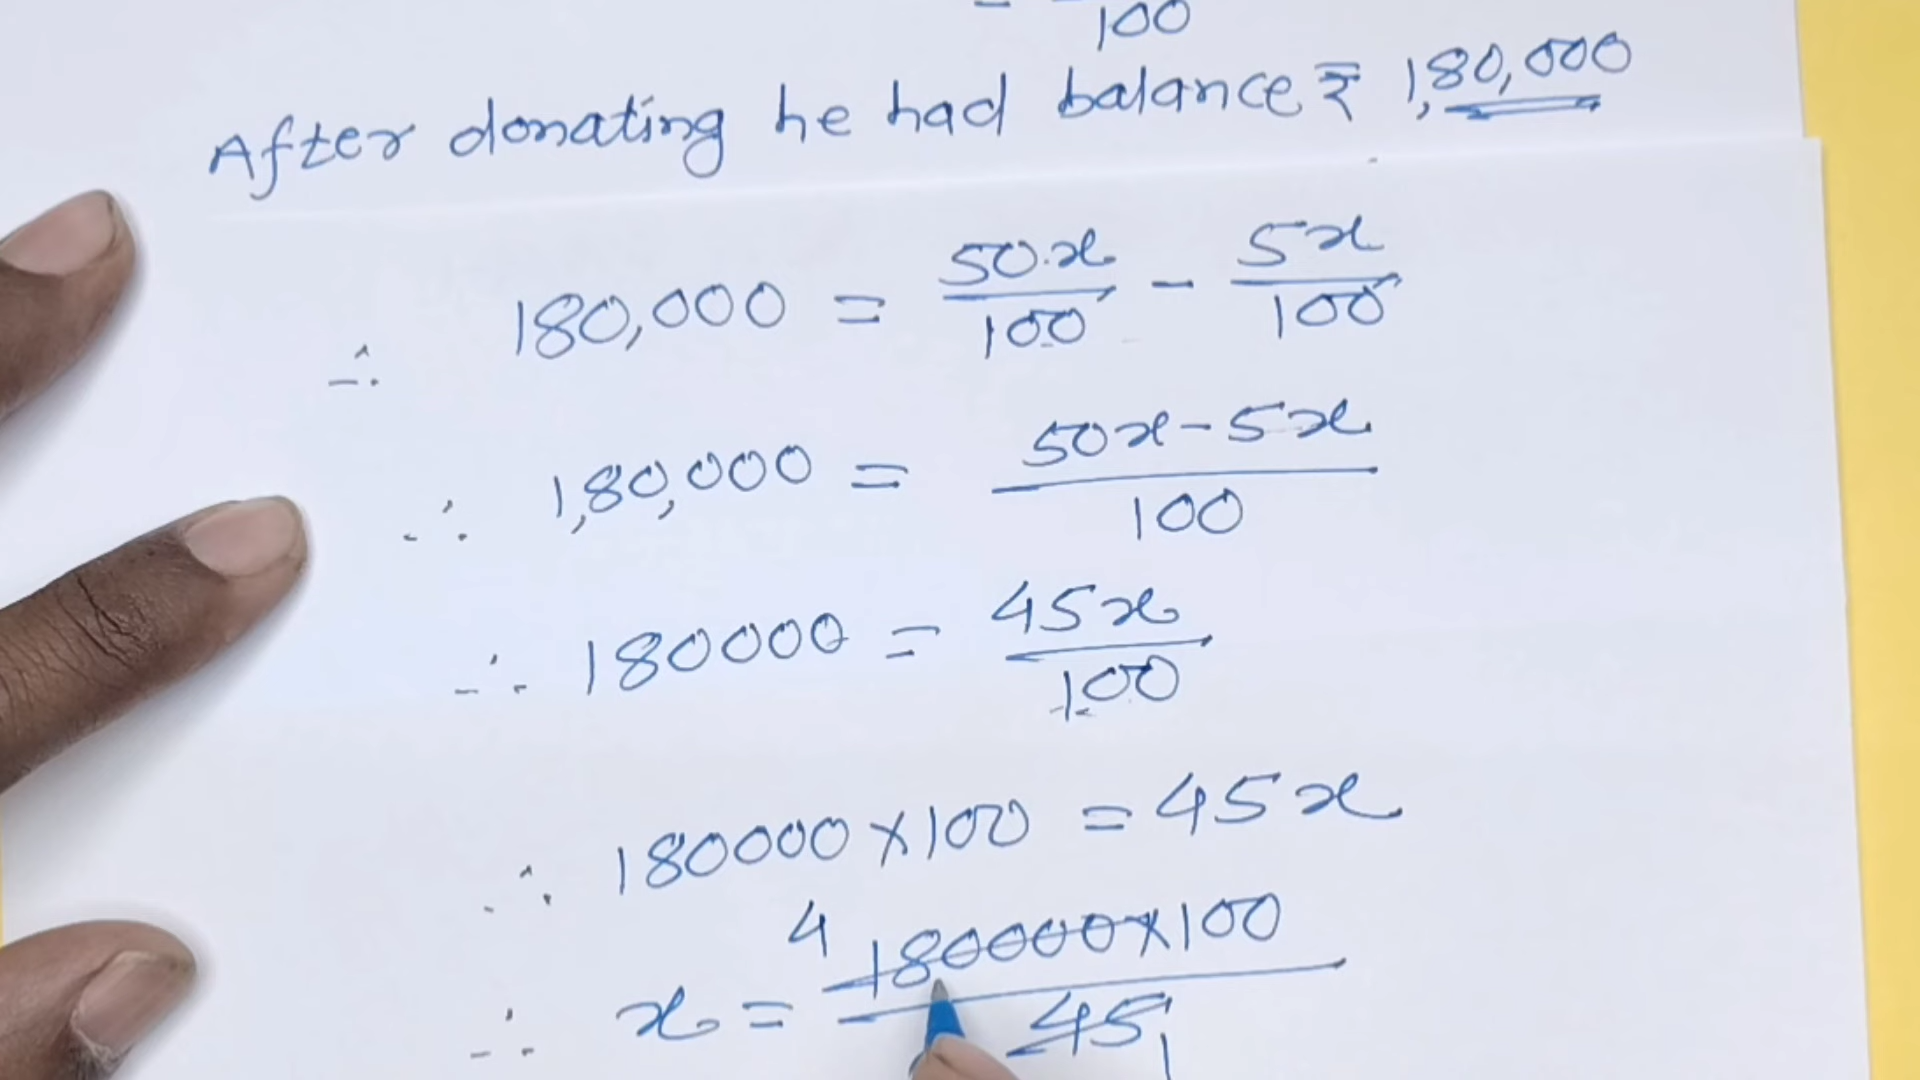 = /100
After donating he had balance ₹ 1,80,000
∴ 180,000 = 50x/100 - 5x/100
∴ 1,80,000 = 50x-5x/100
∴ 180000 = 45x/100
∴ 180000×100 = 45x
∴ x = 4 180000×100/45 1